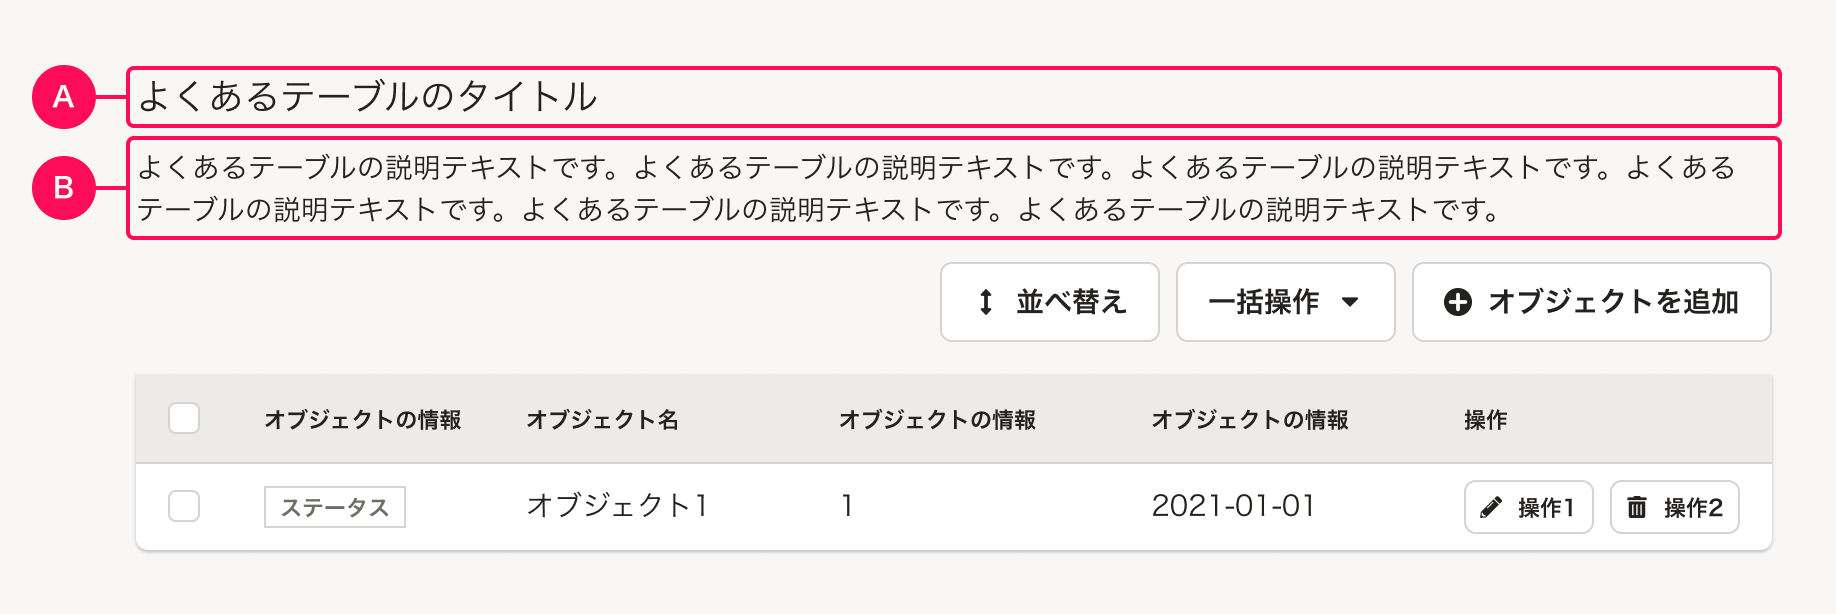 A
よくあるテーブルのタイトル
B
よくあるテーブルの説明テキストです。よくあるテーブルの説明テキストです。よくあるテーブルの説明テキストです。よくある
テーブルの説明テキストです。よくあるテーブルの説明テキストです。よくあるテーブルの説明テキストです。
並べ替え 一括操作 オブジェクトを追加
オブジェクトの情報 オブジェクト名 オブジェクトの情報 オブジェクトの情報 操作
ステータス オブジェクト1 1 2021-01-01 操作1 操作2